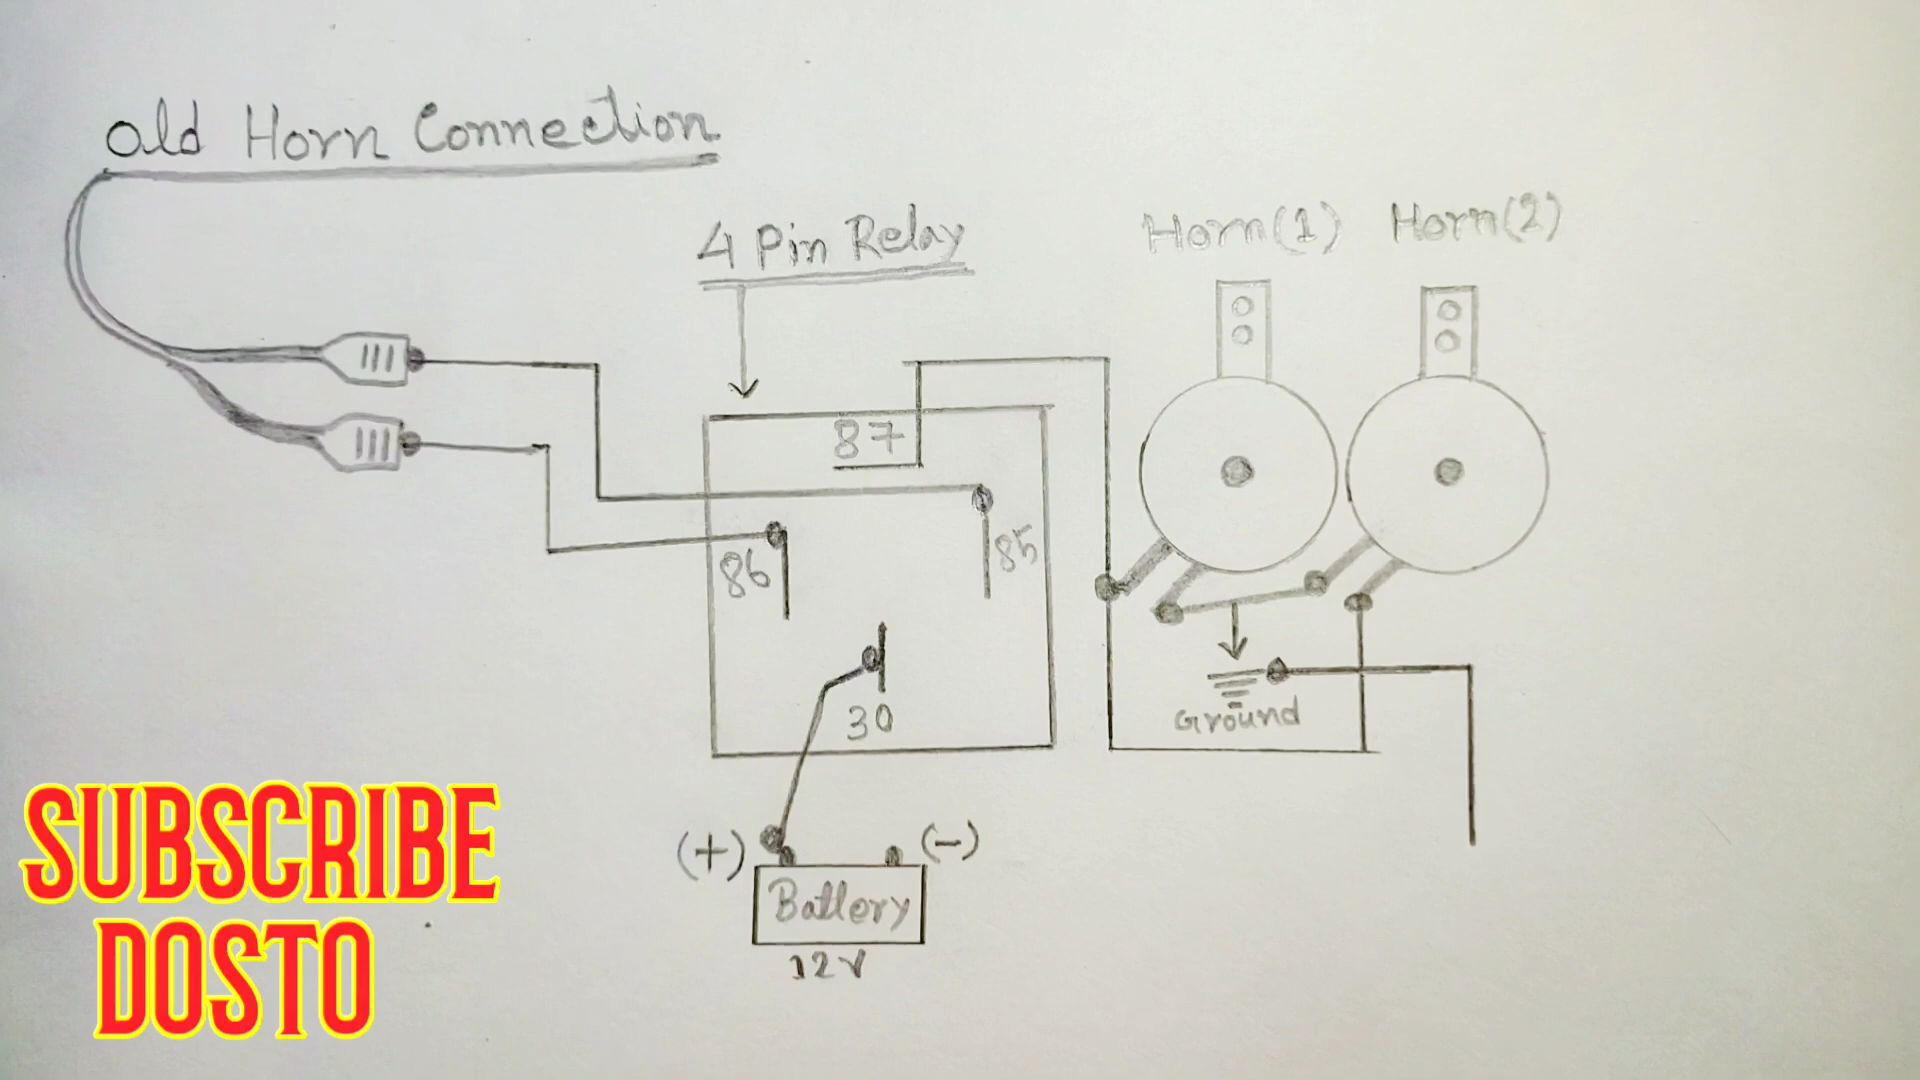 Old Horn Connection
4 Pin Relay
Horn(1)
Horn(2)
87
86
85
30
Ground
(+)
(-)
Battery
12V
SUBSCRIBE
DOSTO